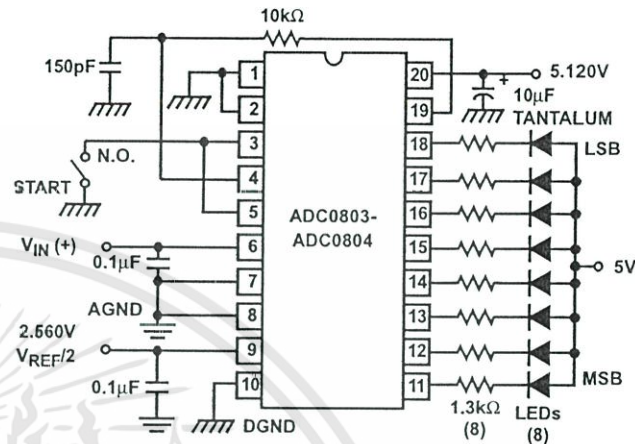 10kΩ
150pF
1
2
3
4
5
6
7
8
9
10
20
19
18
17
16
15
14
13
12
11
5.120V
+
10µF
TANTALUM
LSB
N.O.
START
ADC0803-
ADC0804
VIN (+)
0.1µF
5V
AGND
2.560V
VREF/2
0.1µF
DGND
MSB
1.3kΩ
(8)
LEDs
(8)